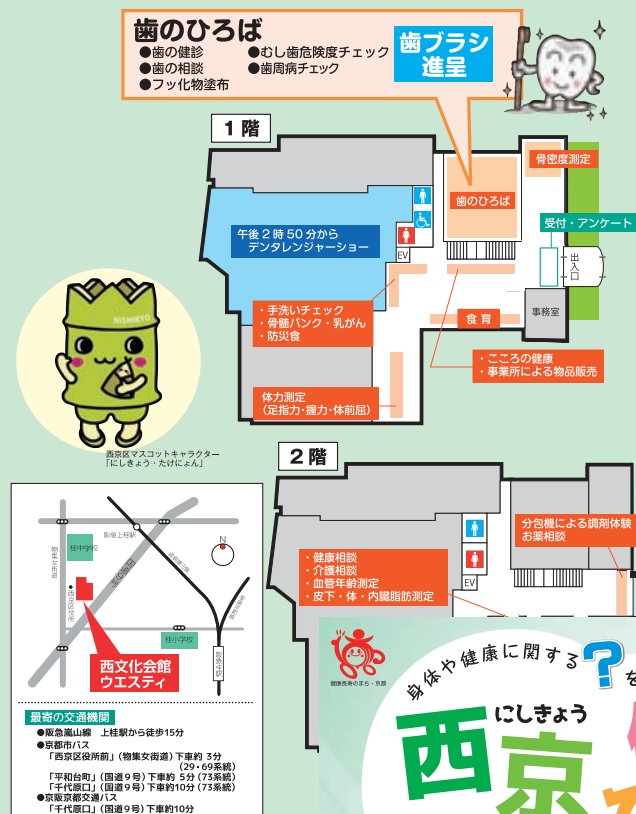 歯のひろば
●歯の健診 ●むし歯危険度チェック
●歯の相談 ●歯周病チェック
●フッ化物塗布
歯ブラシ
進呈
1階
骨密度測定
歯のひろば
受付・アンケート
午後2時50分から
デンタレンジャーショー
EV
出入口
・手洗いチェック
・骨髄バンク・乳がん
・防災食
食育
事務室
・こころの健康
・事業所による物品販売
体力測定
(足指力・握力・体前屈)
NISHIKYO
西京区マスコットキャラクター
「にしきょう・たけにょん」
2階
分包機による調剤体験
お薬相談
EV
・健康相談
・介護相談
・血管年齢測定
・皮下・体・内臓脂肪測定
阪急上桂駅
N
物集女街道
桂中学校
●西京区役所
桂小学校
西文化会館
ウエスティ
最寄の交通機関
●阪急嵐山線 上桂駅から徒歩15分
●京都市バス
「西京区役所前」(物集女街道)下車約 3分
(29・69系統)
「平和台町」(国道9号)下車約 5分(73系統)
「千代原口」(国道9号)下車約10分(73系統)
●京阪京都交通バス
「千代原口」(国道9号)下車約10分
健康長寿のまち・京都
身体や健康に関する?を
にしきょう
西京